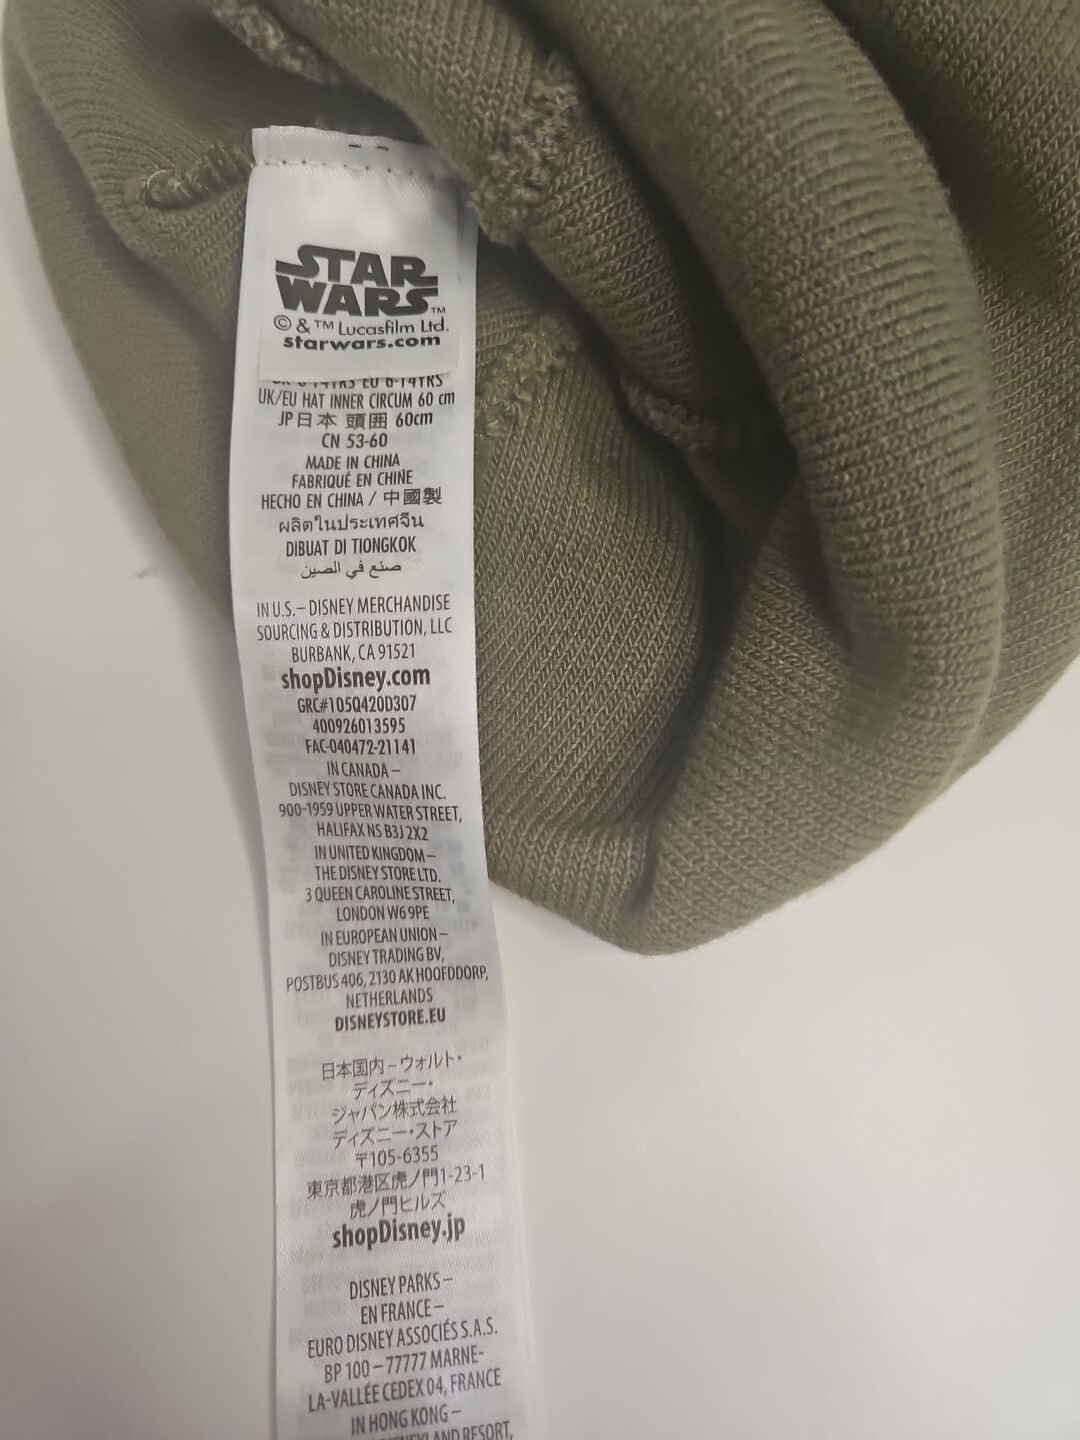 STAR
WARS™
© & ™ Lucasfilm Ltd.
starwars.com
EU 6-14YRS
UK/EU HAT INNER CIRCUM 60 cm
JP日本 頭囲 60cm
CN 53-60
MADE IN CHINA
FABRIQUÉ EN CHINE
HECHO EN CHINA / 中國製
ผลิตในประเทศจีน
DIBUAT DI TIONGKOK
صنع في الصين
IN U.S.– DISNEY MERCHANDISE
SOURCING & DISTRIBUTION, LLC
BURBANK, CA 91521
shopDisney.com
GRC#105Q420D307
400926013595
FAC-040472-21141
IN CANADA –
DISNEY STORE CANADA INC.
900-1959 UPPER WATER STREET,
HALIFAX NS B3J 2X2
IN UNITED KINGDOM –
THE DISNEY STORE LTD.
3 QUEEN CAROLINE STREET,
LONDON W6 9PE
IN EUROPEAN UNION –
DISNEY TRADING BV,
POSTBUS 406, 2130 AK HOOFDDORP,
NETHERLANDS
DISNEYSTORE.EU
日本国内 – ウォルト・
ディズニー・
ジャパン株式会社
ディズニー・ストア
〒105-6355
東京都港区虎ノ門1-23-1
虎ノ門ヒルズ
shopDisney.jp
DISNEY PARKS –
EN FRANCE –
EURO DISNEY ASSOCIÉS S.A.S.
BP 100 – 77777 MARNE-
LA-VALLÉE CEDEX 04, FRANCE
IN HONG KONG –
RESORT,